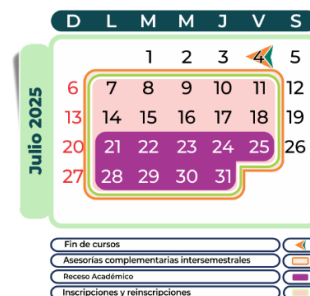 D L M M J V S
1 2 3 4 5
6 7 8 9 10 11 12
13 14 15 16 17 18 19
20 21 22 23 24 25 26
27 28 29 30 31
Julio 2025
Fin de cursos
Asesorías complementarias intersemestrales
Receso Académico
Inscripciones y reinscripciones